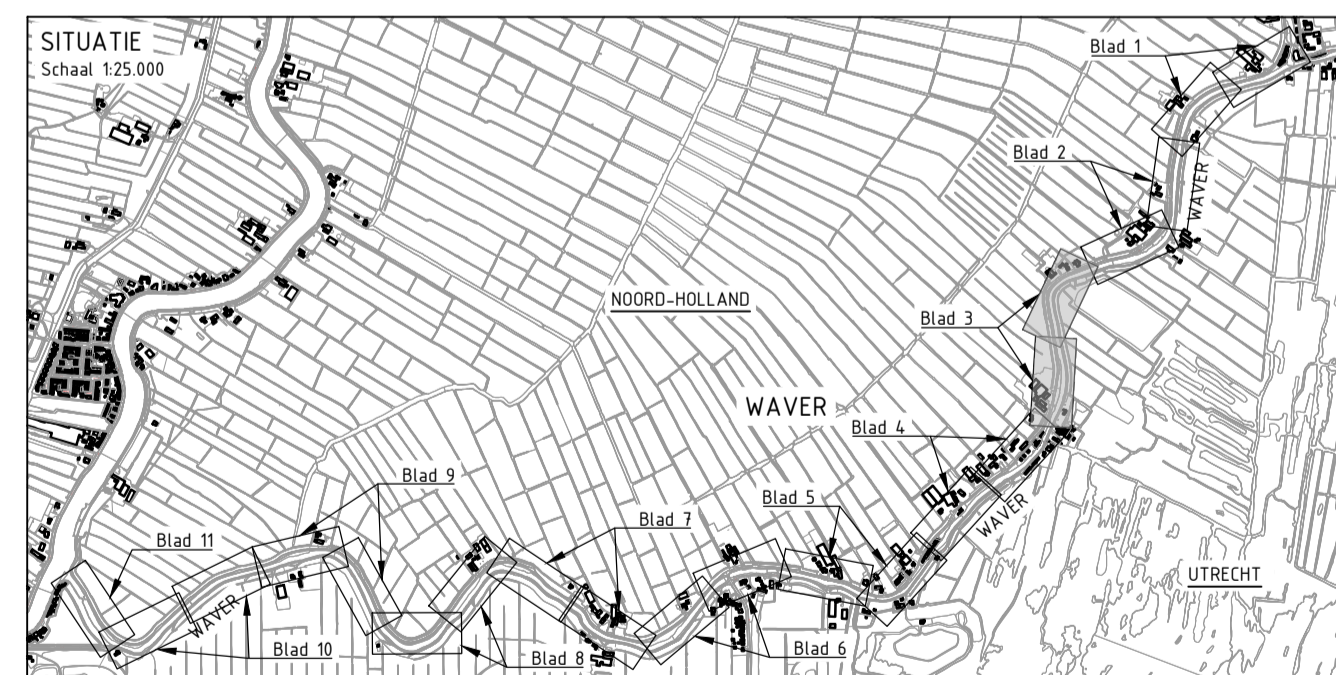 SITUATIE
Schaal 1:25.000
Blad 1
Blad 2
WAVER
NOORD-HOLLAND
Blad 3
WAVER
Blad 4
Blad 9
Blad 5
Blad 7
WAVER
Blad 11
UTRECHT
WAVER
Blad 10
Blad 8
Blad 6